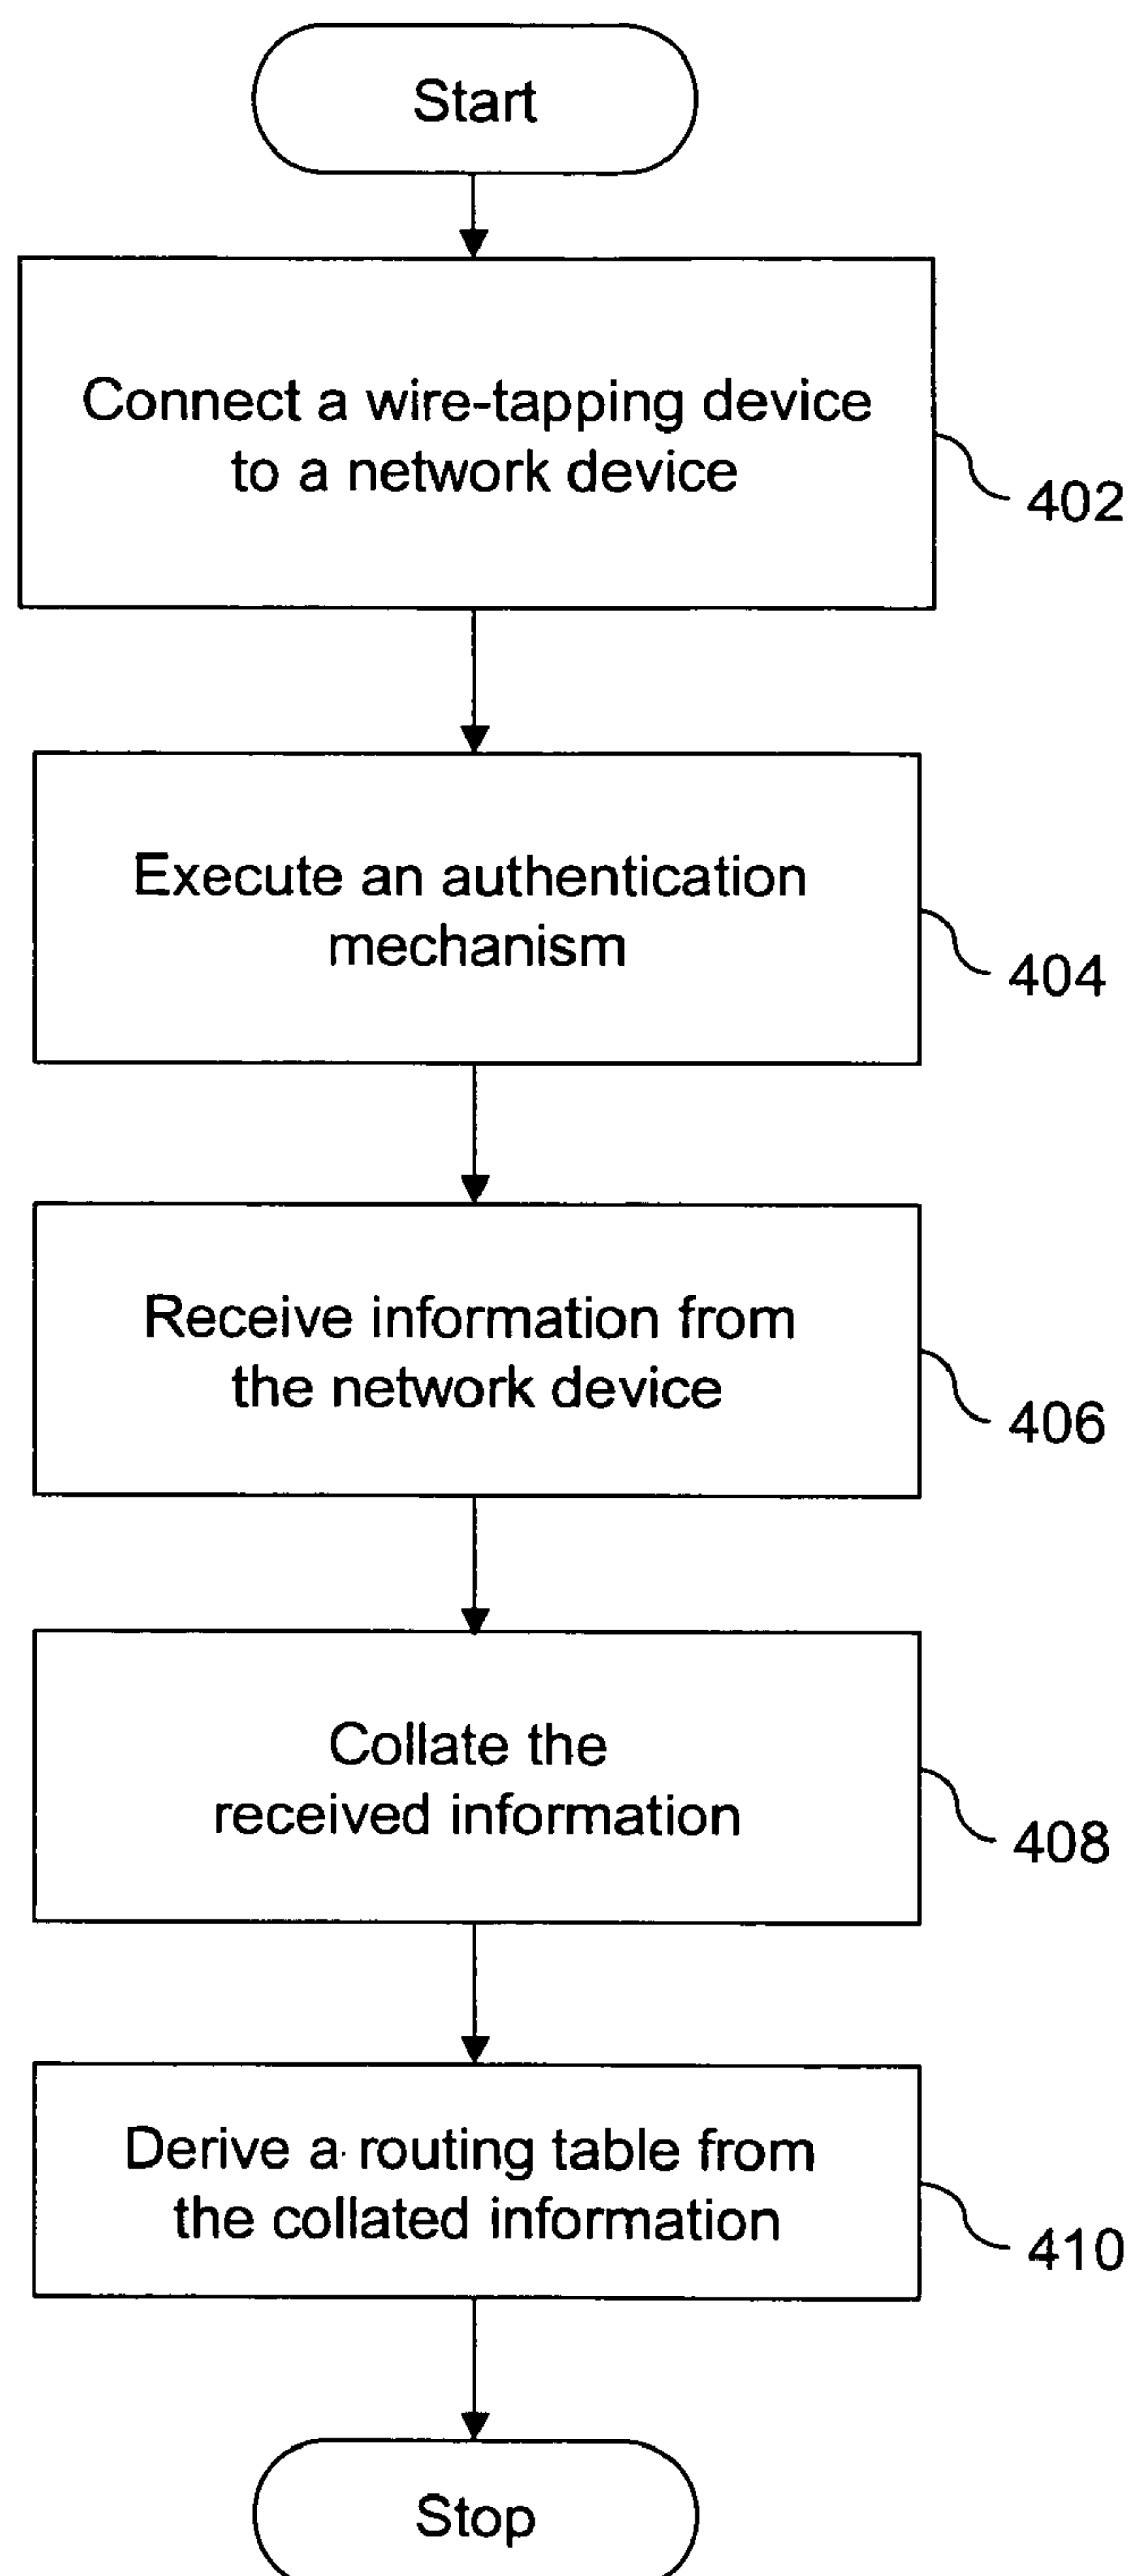 Start
Connect a wire-tapping device
to a network device
402
Execute an authentication
mechanism
404
Receive information from
the network device
406
Collate the
received information
408
Derive a routing table from
the collated information
410
Stop